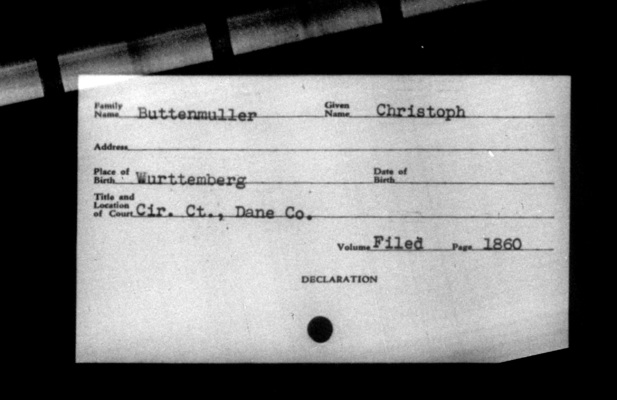 Family Name Buttenmuller Given Name Christoph
Address
Place of Birth Wurttemberg Date of Birth
Title and Location of Court Cir. Ct., Dane Co.
Volume Filed Page 1860
DECLARATION